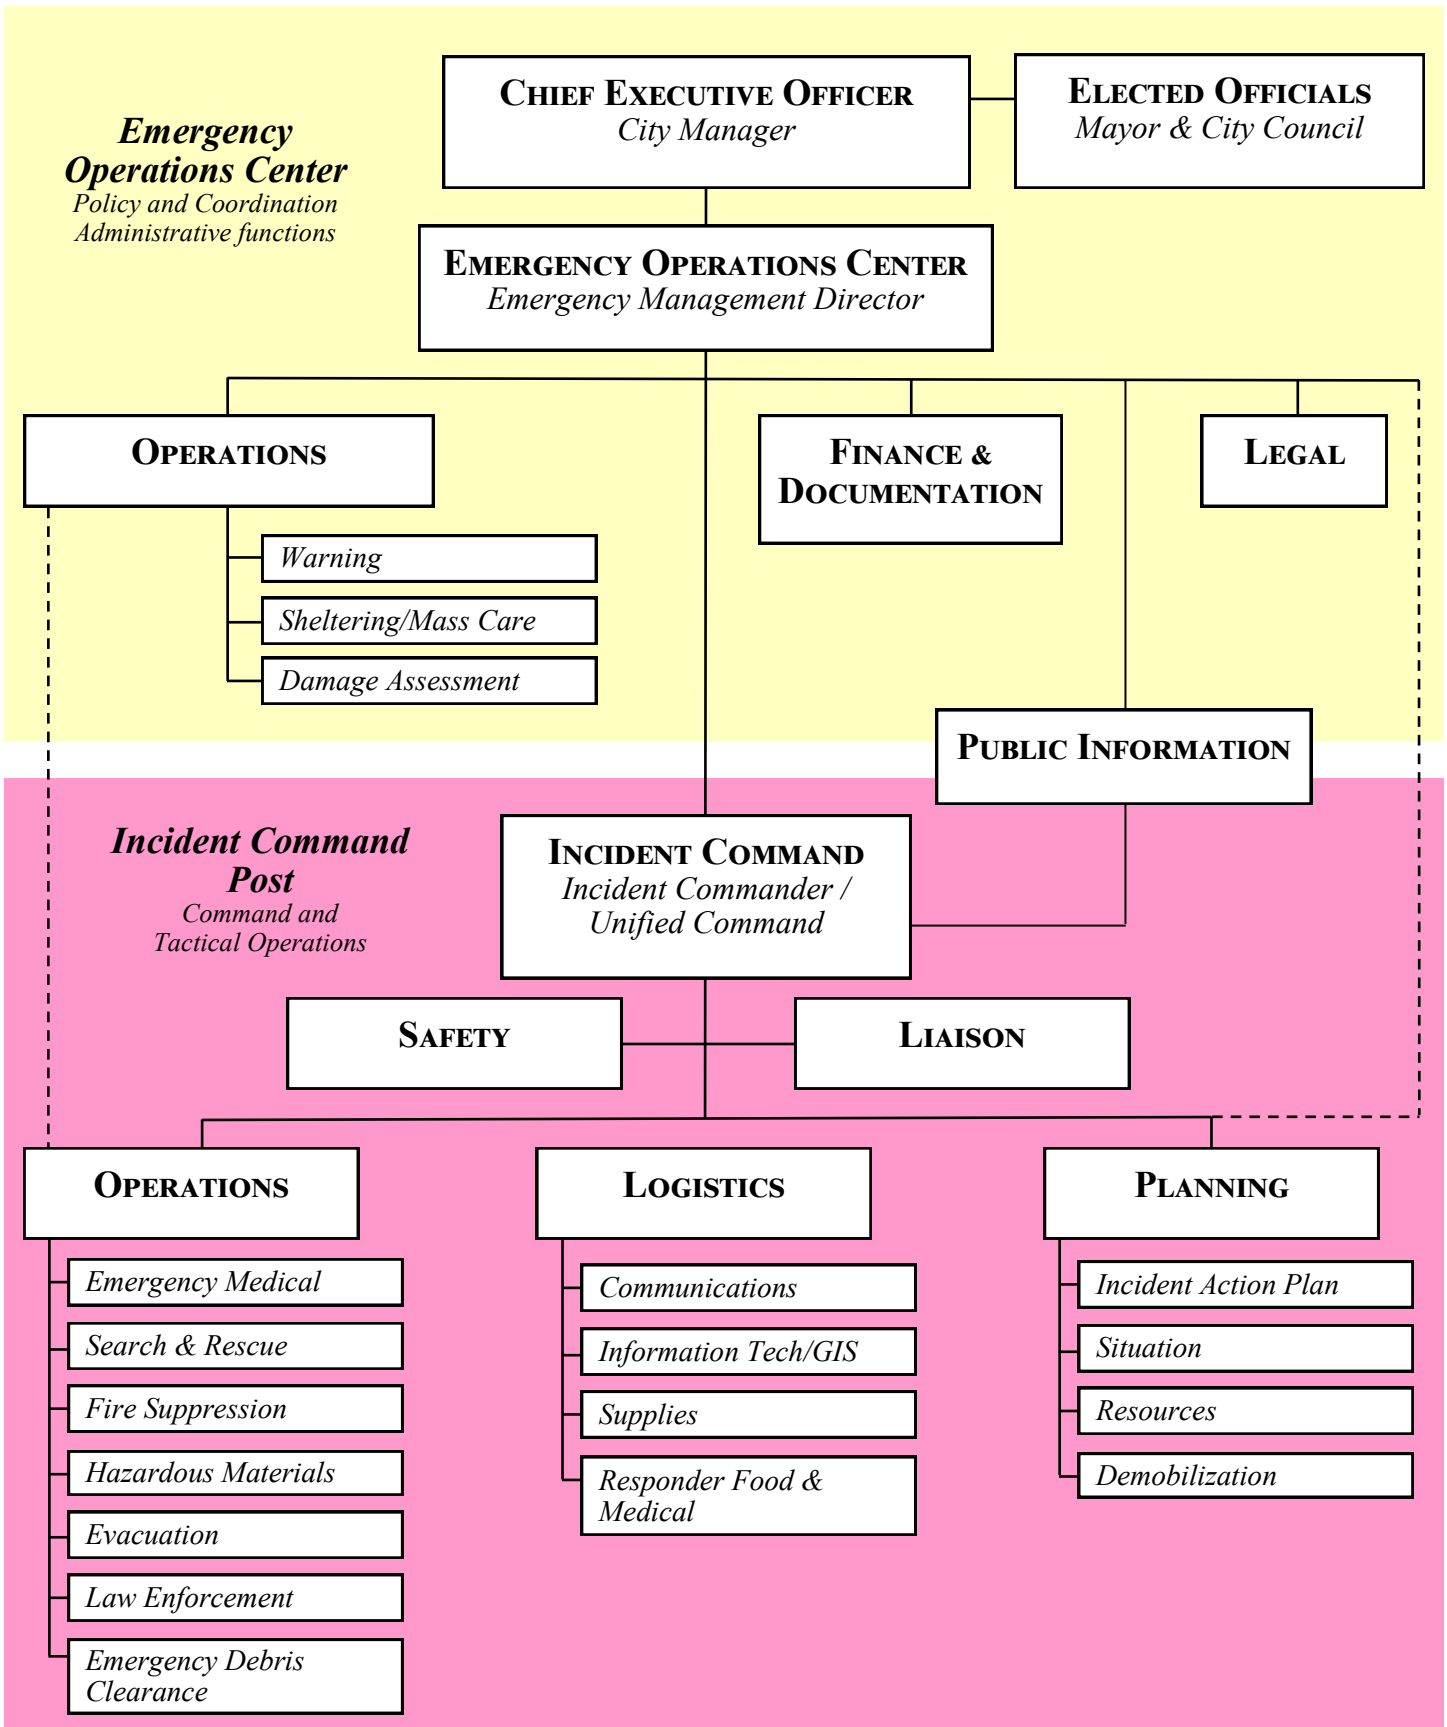 CHIEF EXECUTIVE OFFICER
City Manager
ELECTED OFFICIALS
Mayor & City Council
Emergency
Operations Center
Policy and Coordination
Administrative functions
EMERGENCY OPERATIONS CENTER
Emergency Management Director
OPERATIONS
FINANCE &
DOCUMENTATION
LEGAL
Warning
Sheltering/Mass Care
Damage Assessment
PUBLIC INFORMATION
Incident Command
Post
Command and
Tactical Operations
INCIDENT COMMAND
Incident Commander /
Unified Command
SAFETY
LIAISON
OPERATIONS
Emergency Medical
Search & Rescue
Fire Suppression
Hazardous Materials
Evacuation
Law Enforcement
Emergency Debris
Clearance
LOGISTICS
Communications
Information Tech/GIS
Supplies
Responder Food &
Medical
PLANNING
Incident Action Plan
Situation
Resources
Demobilization